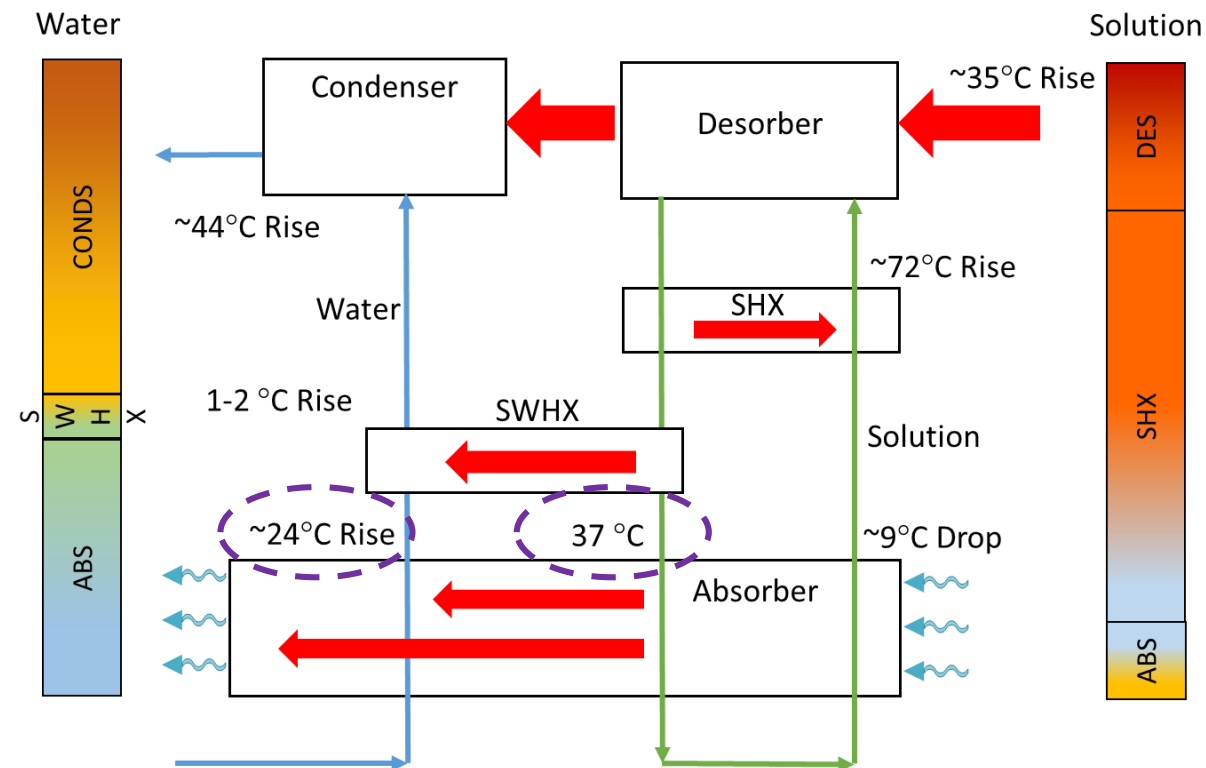 Water
Solution
Condenser
Desorber
~35°C Rise
DES
CONDS
~44°C Rise
~72°C Rise
Water
SHX
SHX
1-2 °C Rise
S W H X
SWHX
Solution
~24°C Rise
37 °C
~9°C Drop
ABS
Absorber
ABS